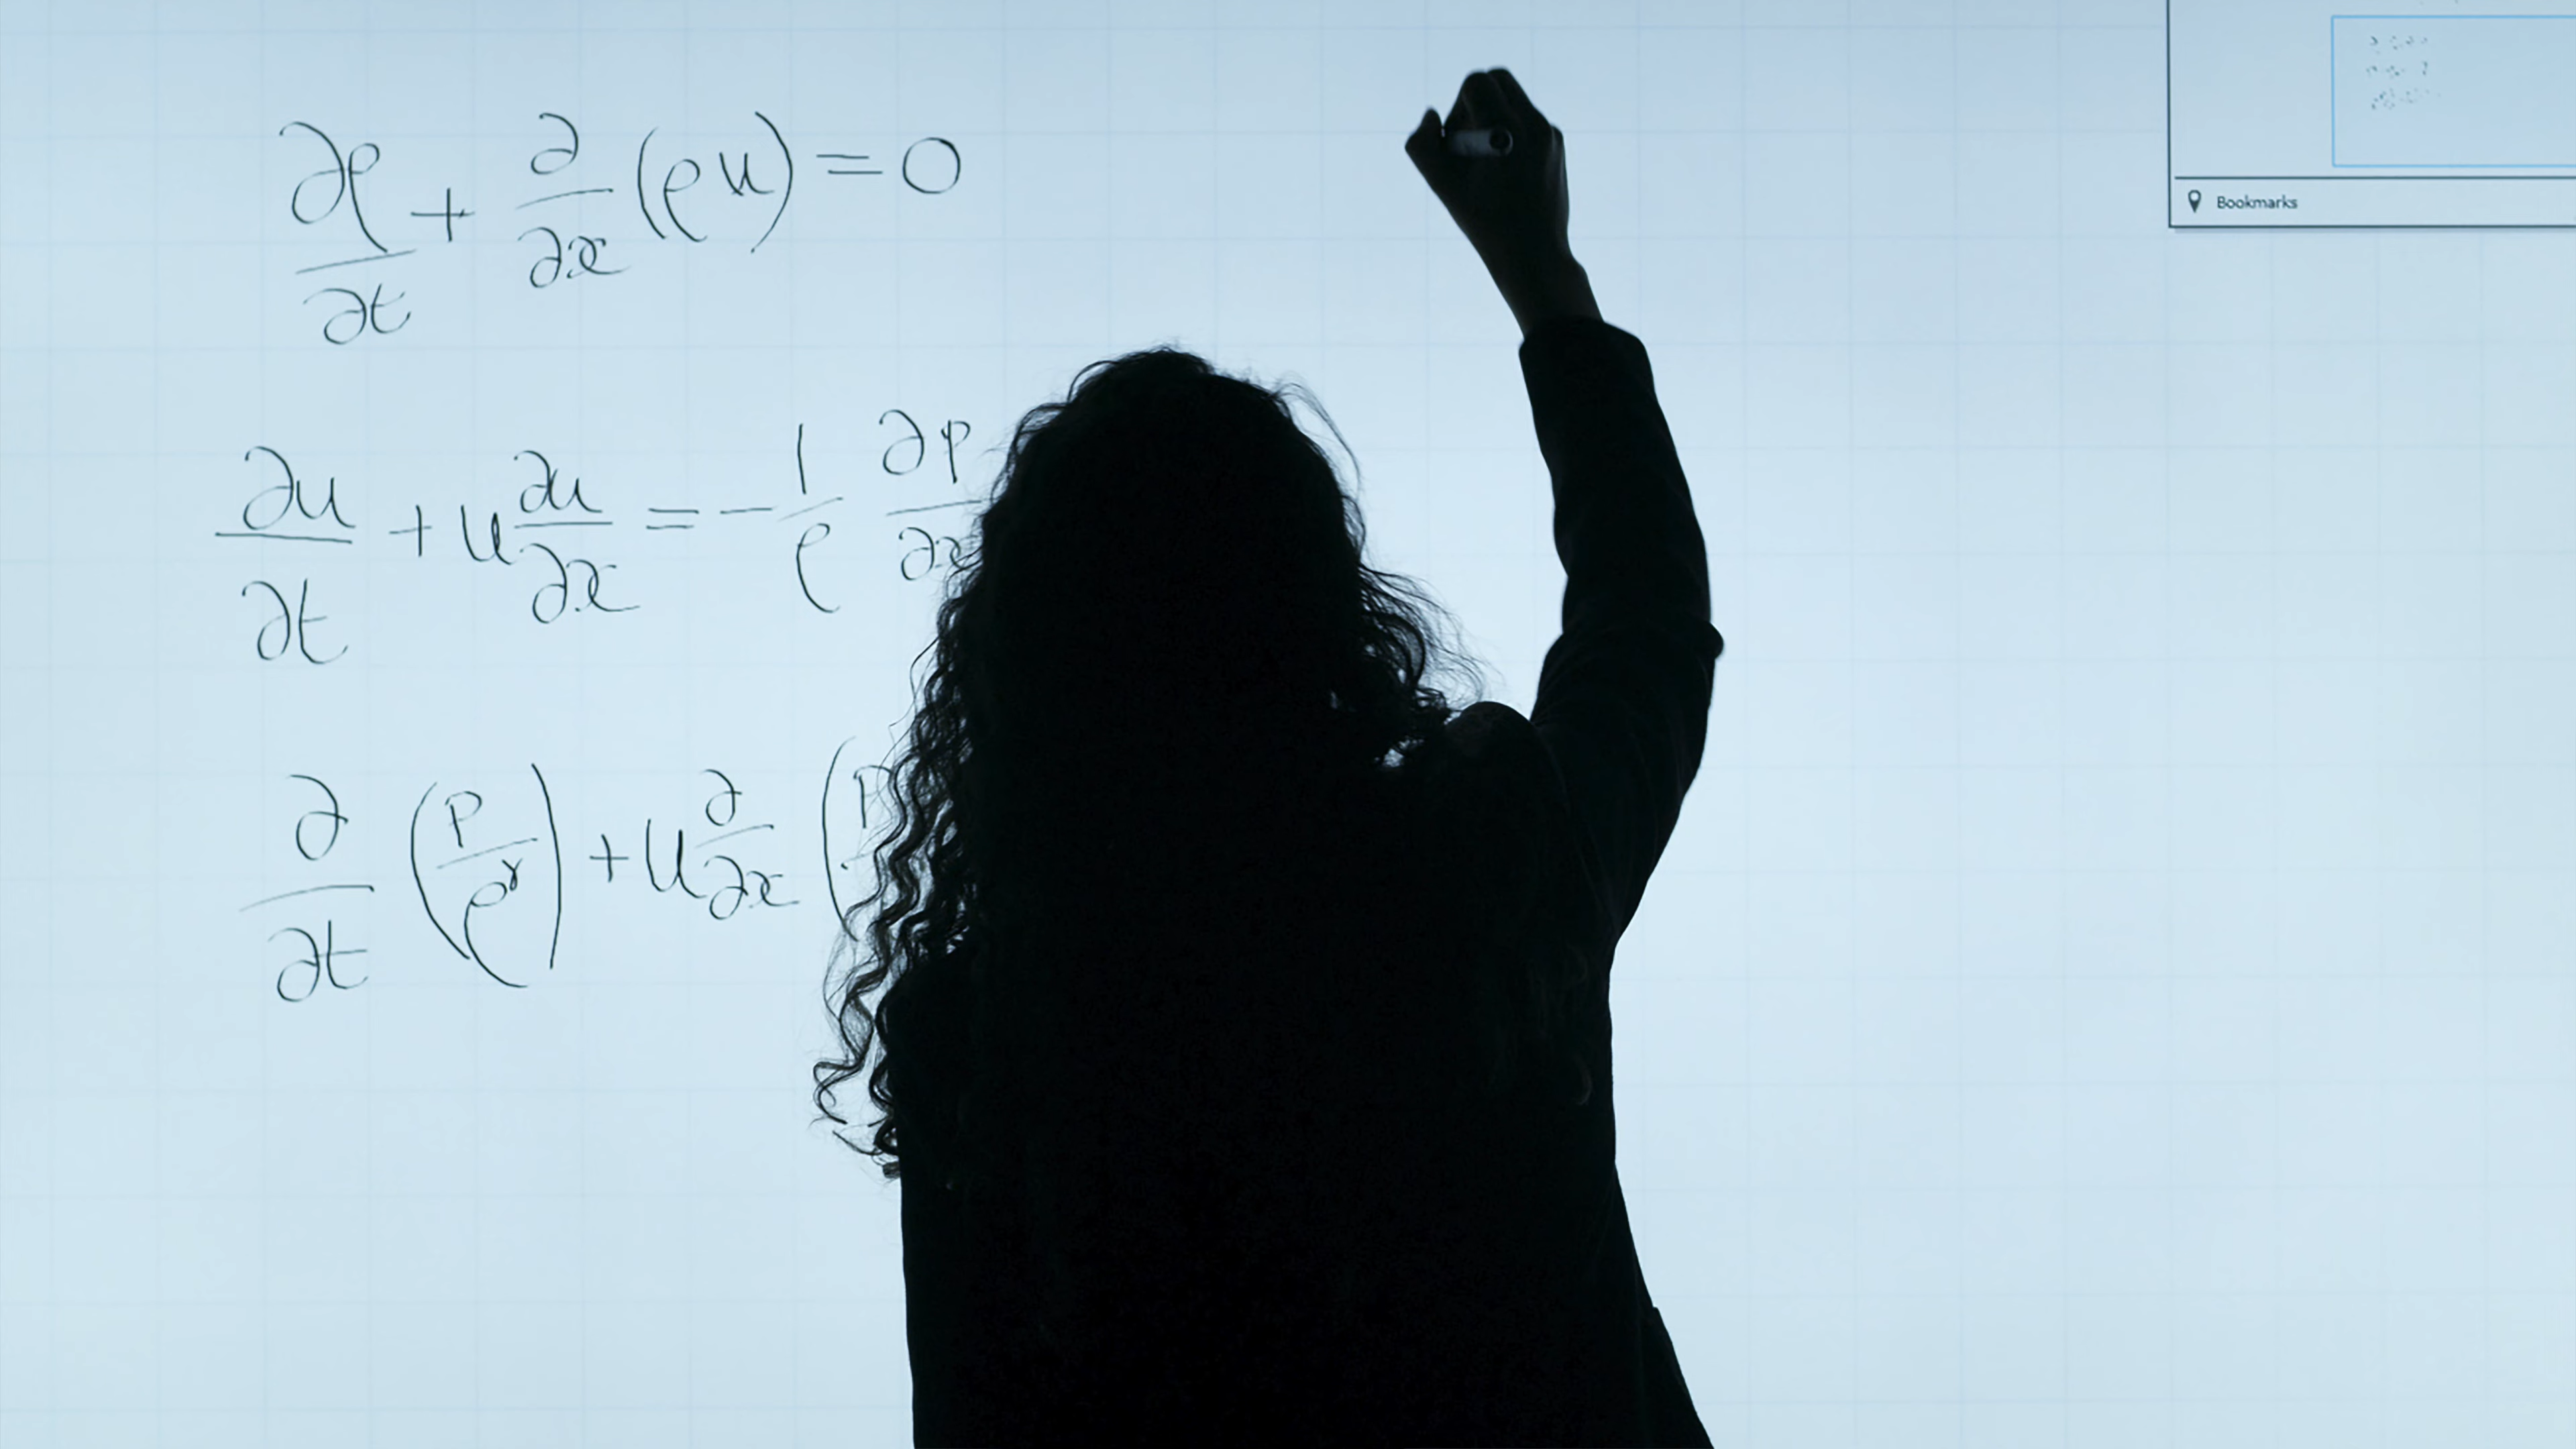 ∂ρ/∂t + ∂/∂x (ρu) = 0
∂u/∂t + u ∂u/∂x = - 1/ρ ∂p/∂x
∂/∂t (p/ρ^γ) + u ∂/∂x (p
Bookmarks